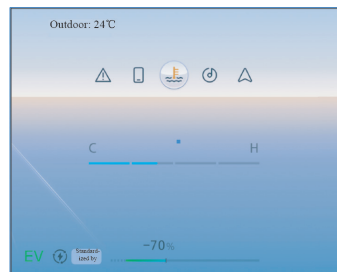 Outdoor: 24℃
C H
-70%
EV Standard-
ized by